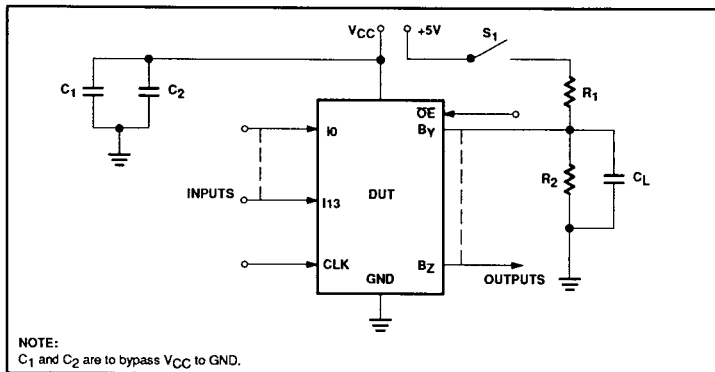 VCC +5V S1
C1 C2
R1
OE
I0 BY
R2 CL
INPUTS DUT
I13
CLK BZ
GND OUTPUTS
NOTE:
C1 and C2 are to bypass VCC to GND.